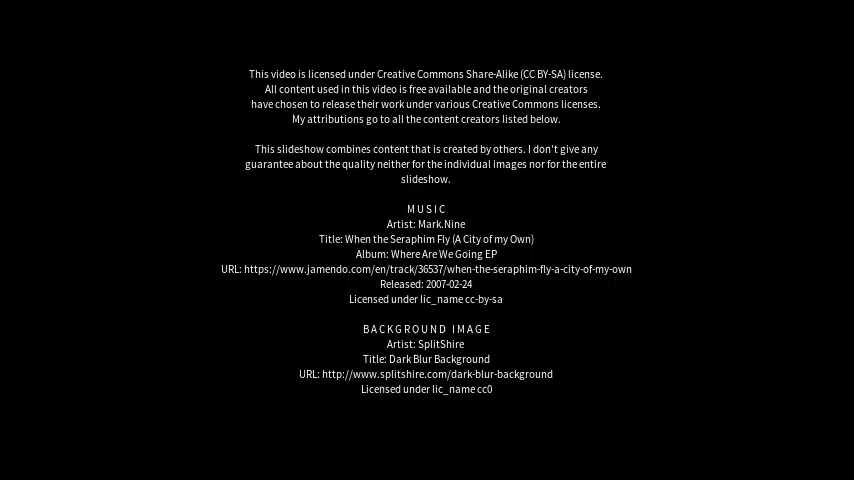 This video is licensed under Creative Commons Share-Alike (CC BY-SA) license.
All content used in this video is free available and the original creators
have chosen to release their work under various Creative Commons licenses.
My attributions go to all the content creators listed below.
This slideshow combines content that is created by others. I don't give any
guarantee about the quality neither for the individual images nor for the entire
slideshow.
MUSIC
Artist: Mark.Nine
Title: When the Seraphim Fly (A City of my Own)
Album: Where Are We Going EP
URL: https://www.jamendo.com/en/track/36537/when-the-seraphim-fly-a-city-of-my-own
Released: 2007-02-24
Licensed under lic_name cc-by-sa
BACKGROUND IMAGE
Artist: SplitShire
Title: Dark Blur Background
URL: http://www.splitshire.com/dark-blur-background
Licensed under lic_name cc0